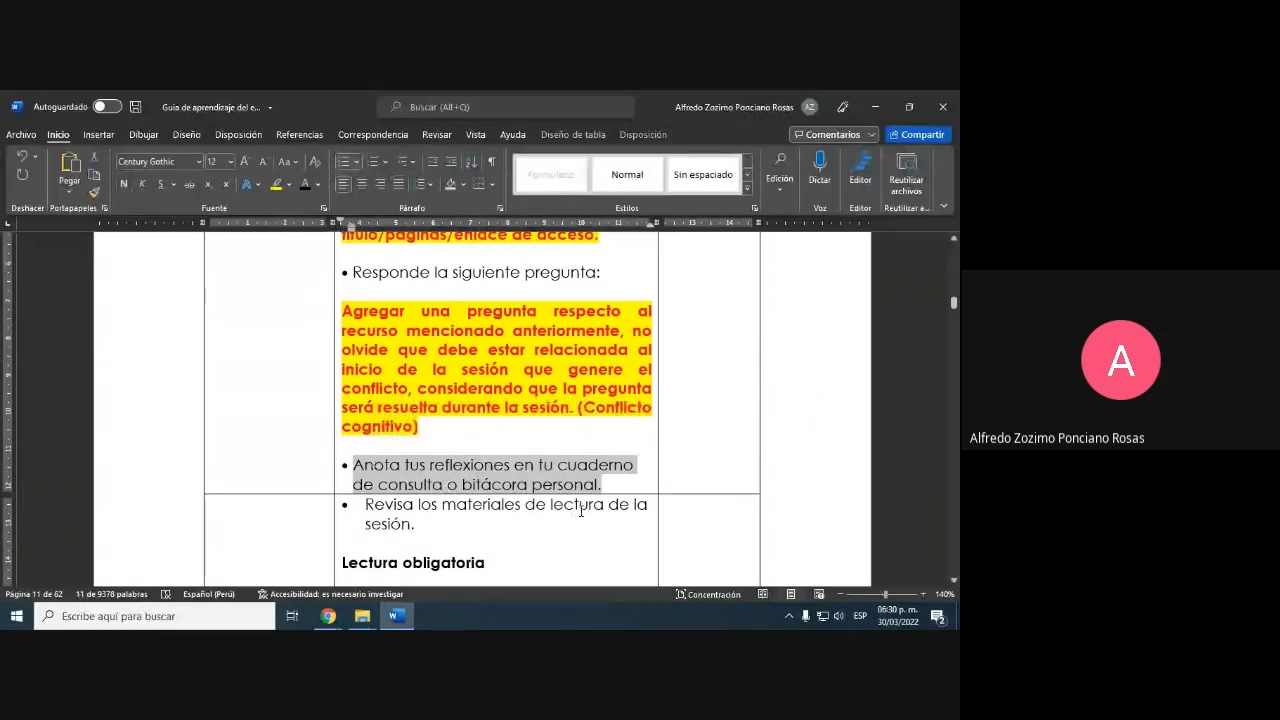 Autoguardado
Guia de aprendizaje del e...
Buscar (Alt+Q)
Alfredo Zozimo Ponciano Rosas
AZ
Archivo Inicio Insertar Dibujar Diseño Disposición Referencias Correspondencia Revisar Vista Ayuda Diseño de tabla Disposición
Comentarios
Compartir
Century Gothic 12
Pegar
Formulario
Normal
Sin espaciado
Edición
Dictar
Editor
Reutilizar archivos
Deshacer Portapapeles Fuente Párrafo Estilos Voz Editor Reutilizar a...
título/páginas/enlace de acceso.
• Responde la siguiente pregunta:
Agregar una pregunta respecto al
recurso mencionado anteriormente, no
olvide que debe estar relacionada al
inicio de la sesión que genere el
conflicto, considerando que la pregunta
será resuelta durante la sesión. (Conflicto
cognitivo)
• Anota tus reflexiones en tu cuaderno
de consulta o bitácora personal.
• Revisa los materiales de lectura de la
sesión.
Lectura obligatoria
Página 11 de 62 11 de 9378 palabras Español (Perú) Accesibilidad: es necesario investigar Concentración 140%
Escribe aquí para buscar
ESP
06:30 p. m.
30/03/2022
2
A
Alfredo Zozimo Ponciano Rosas